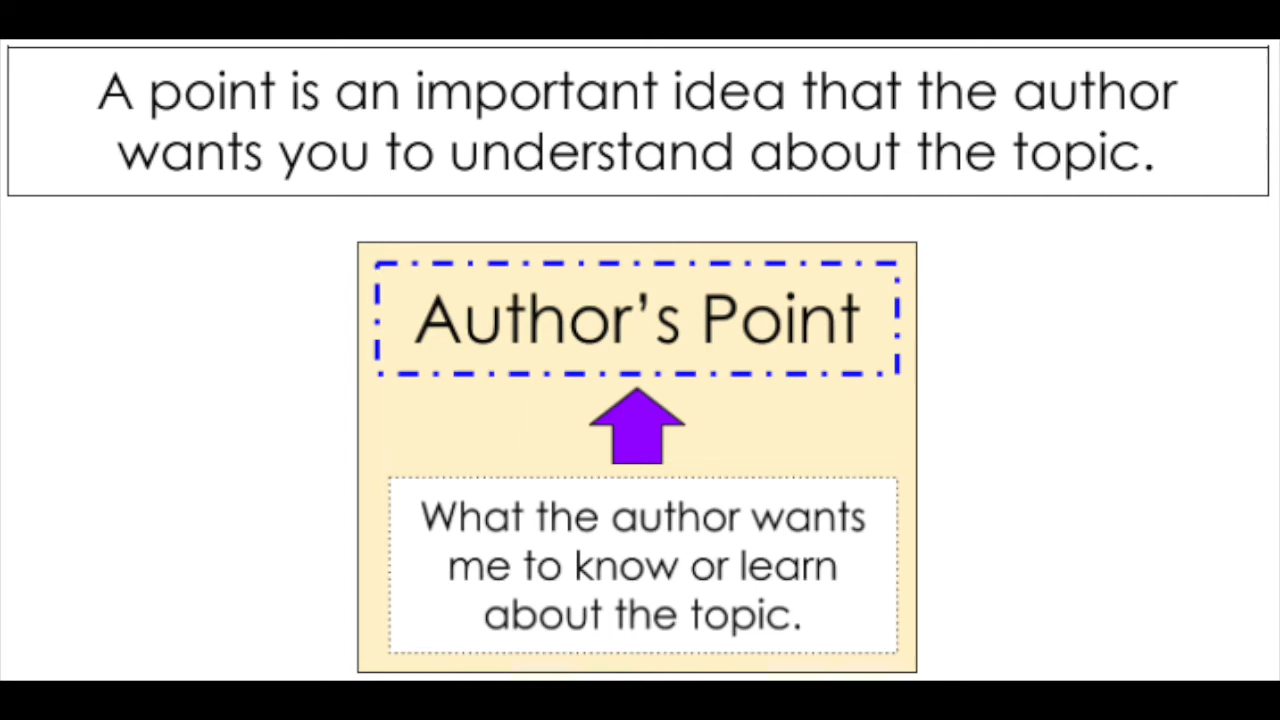 A point is an important idea that the author
wants you to understand about the topic.
Author’s Point
What the author wants
me to know or learn
about the topic.